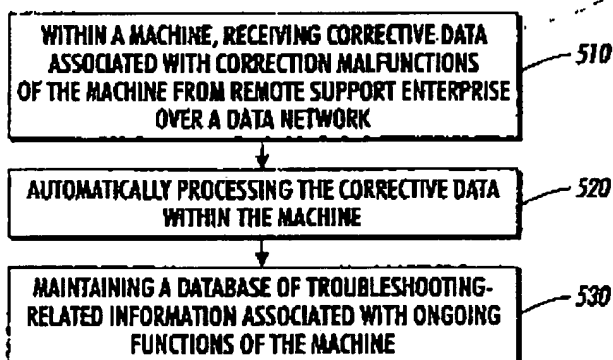 WITHIN A MACHINE, RECEIVING CORRECTIVE DATA
ASSOCIATED WITH CORRECTION MALFUNCTIONS
OF THE MACHINE FROM REMOTE SUPPORT ENTERPRISE
OVER A DATA NETWORK
510
AUTOMATICALLY PROCESSING THE CORRECTIVE DATA
WITHIN THE MACHINE
520
MAINTAINING A DATABASE OF TROUBLESHOOTING-
RELATED INFORMATION ASSOCIATED WITH ONGOING
FUNCTIONS OF THE MACHINE
530